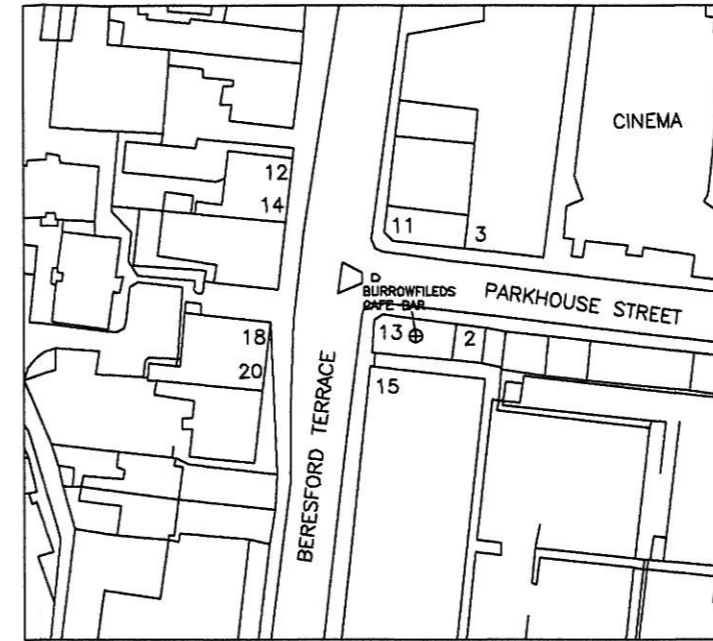 CINEMA
12
14
11
3
D
BURROWFILEDS
CAFE-BAR
PARKHOUSE STREET
18
20
13
2
15
BERESFORD TERRACE